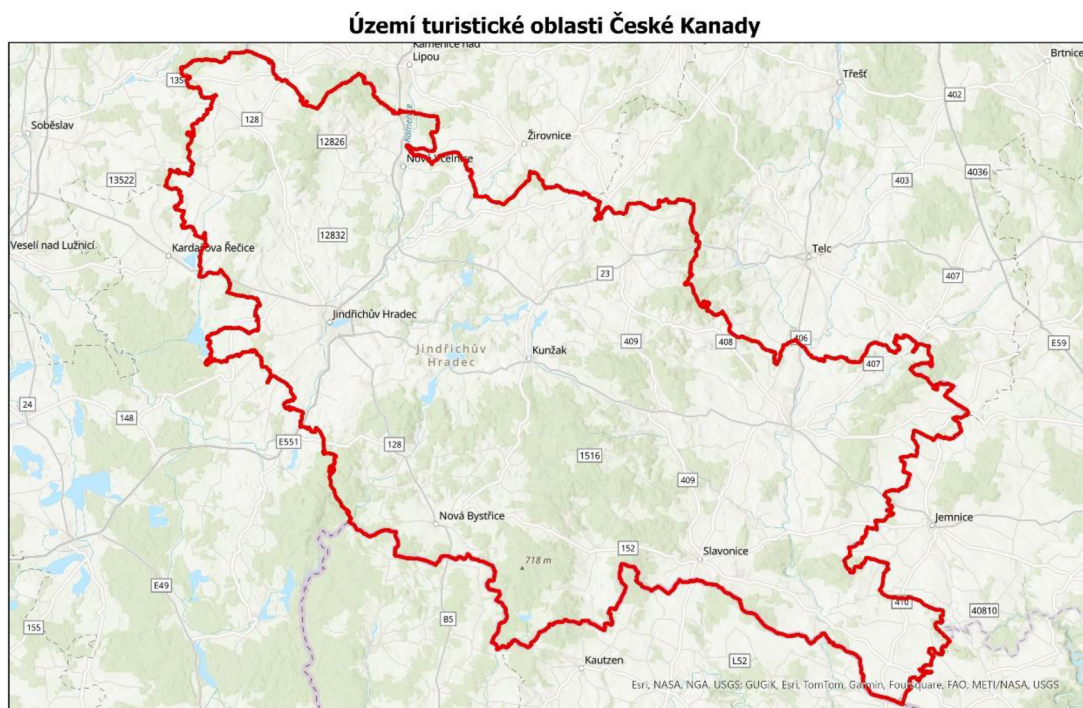 Území turistické oblasti České Kanady
Kamenice nad
Lipou
Brtnice
Třešť
135
402
Soběslav
128
Kamenice
12826
Žirovnice
Nová Včelnice
4036
13522
403
12832
Veselí nad Lužnicí
Kardašova Řečice
Telc
23
407
Jindřichův Hradec
Jindřichův
Hradec
Kunžak
409
408
406
407
E59
24
148
E551
128
1516
409
Nová Bystřice
Jemnice
718 m
152
Slavonice
E49
155
B5
410
40810
Kautzen
L52
Esri, NASA, NGA, USGS; GUGiK, Esri, TomTom, Garmin, Foursquare, FAO, METI/NASA, USGS